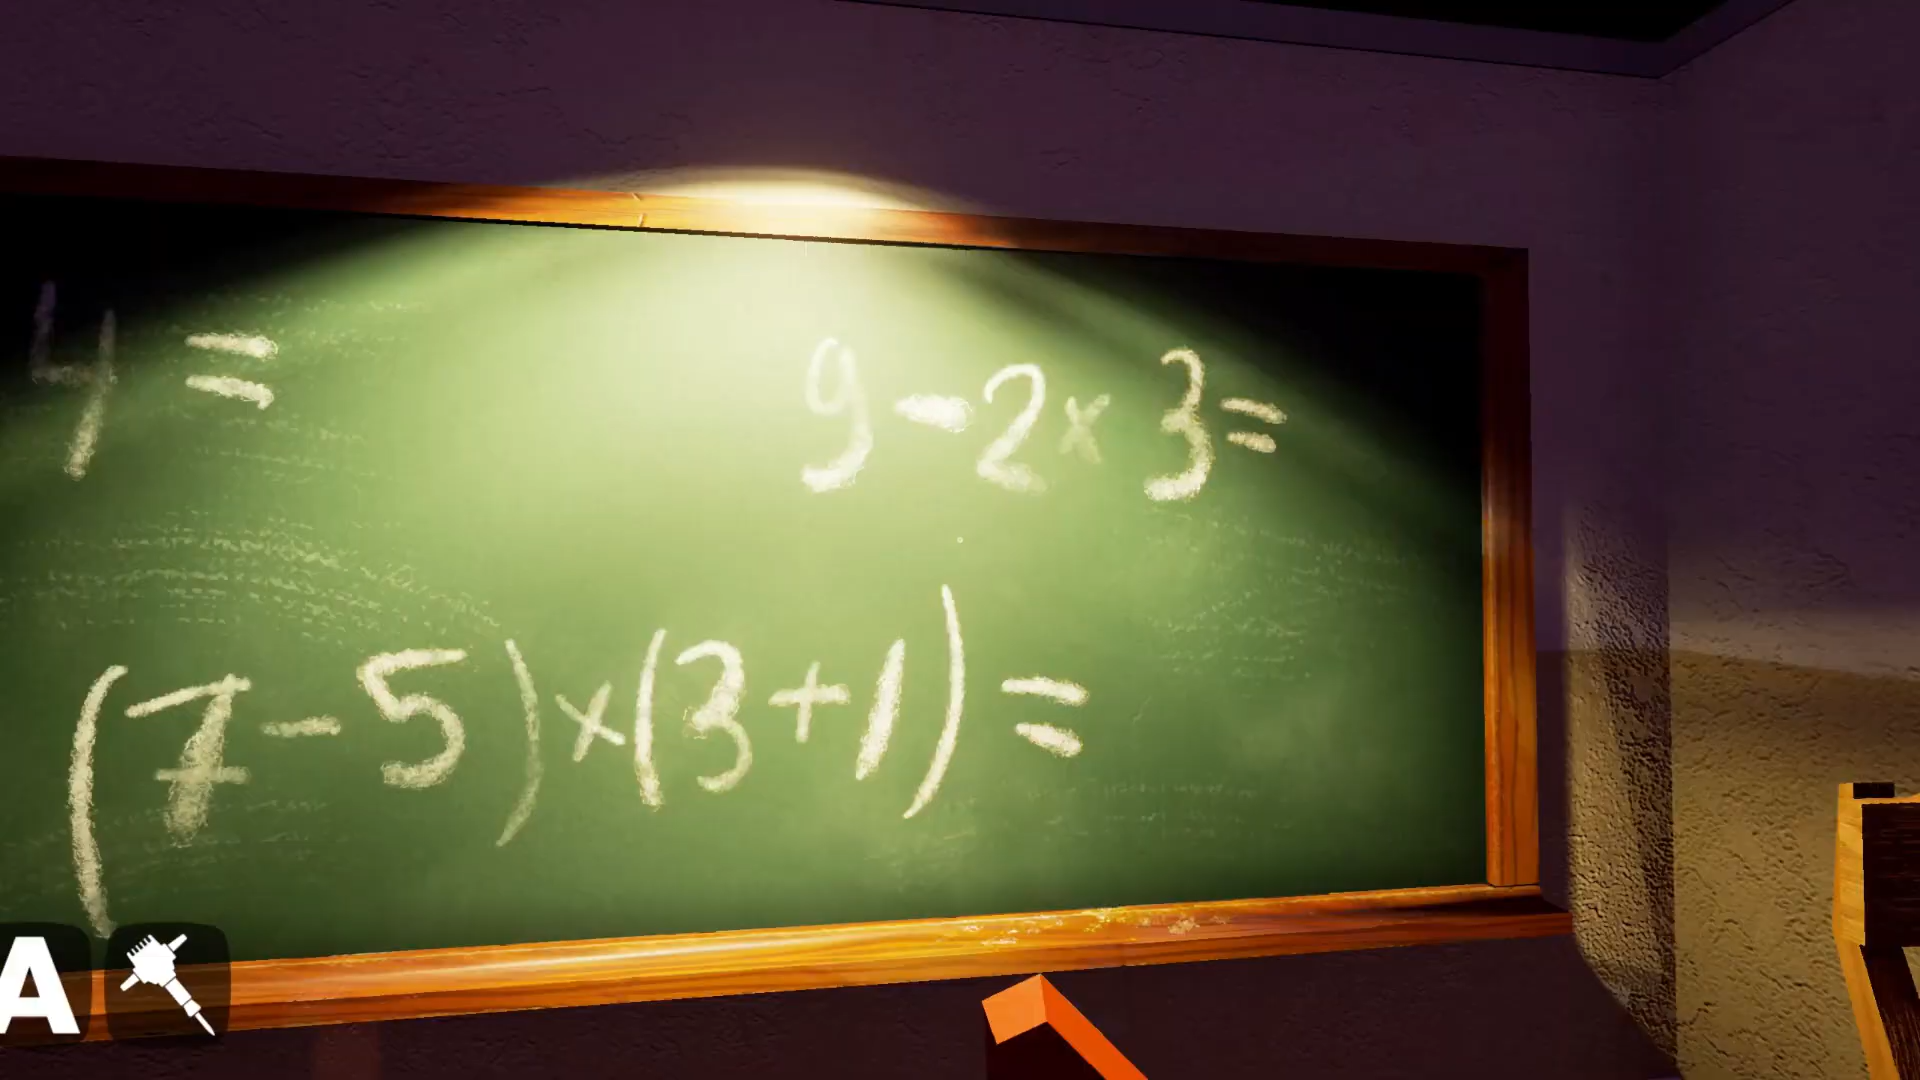 4= 9-2x3=
(7-5)x(3+1)=
A